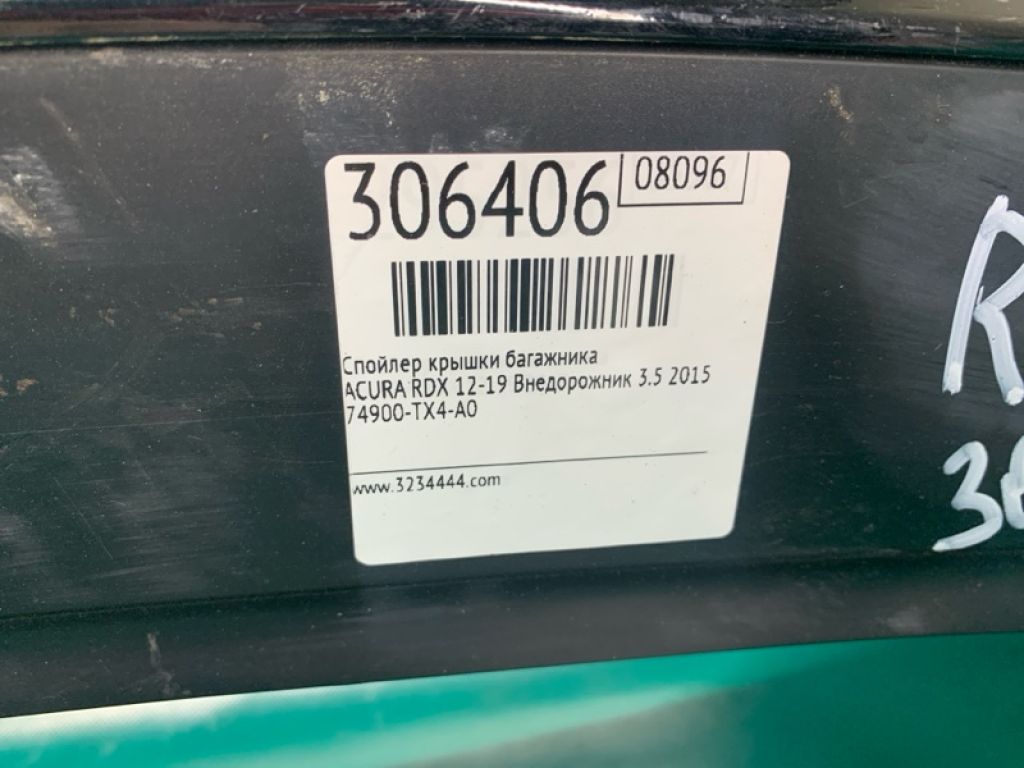 306406 08096
Спойлер крышки багажника
ACURA RDX 12-19 Внедорожник 3.5 2015
74900-TX4-A0
www.3234444.com
R